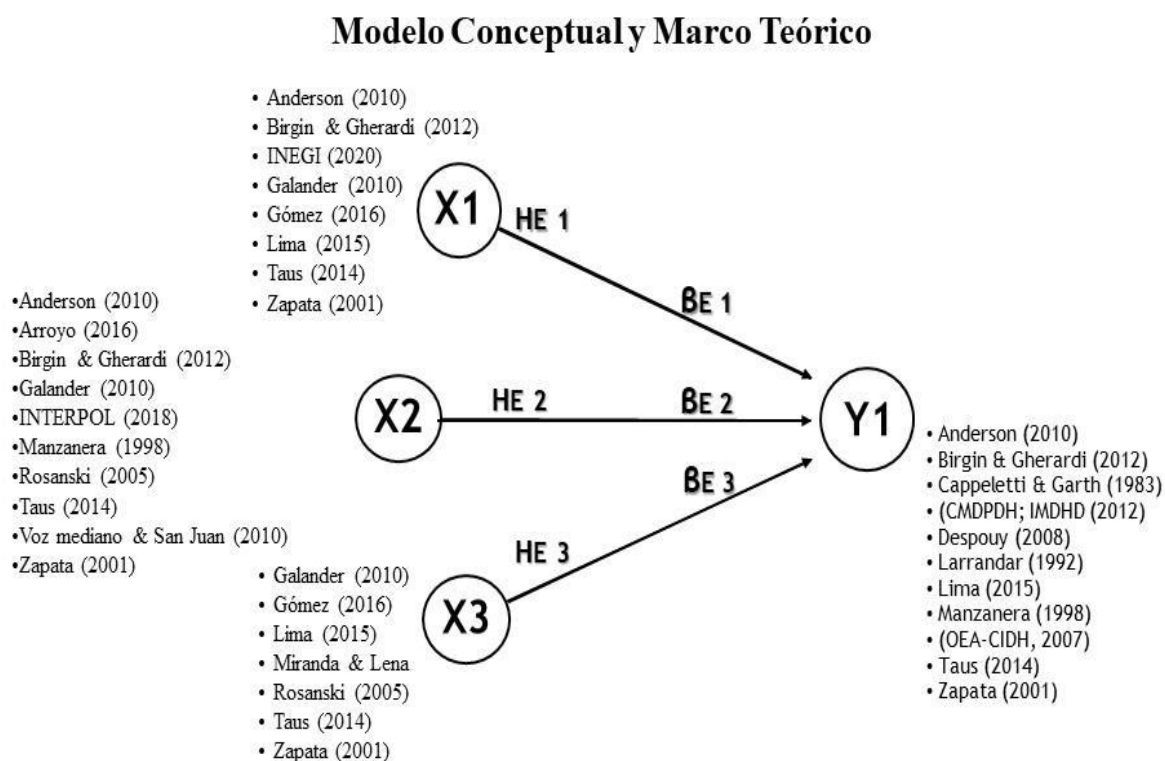 Modelo Conceptual y Marco Teórico
• Anderson (2010)
• Birgin & Gherardi (2012)
• INEGI (2020)
• Galander (2010)
• Gómez (2016)
• Lima (2015)
• Taus (2014)
• Zapata (2001)
X1
HE 1
βE 1
•Anderson (2010)
•Arroyo (2016)
•Birgin & Gherardi (2012)
•Galander (2010)
•INTERPOL (2018)
•Manzanera (1998)
•Rosanski (2005)
•Taus (2014)
•Voz mediano & San Juan (2010)
•Zapata (2001)
X2
HE 2
βE 2
• Galander (2010)
• Gómez (2016)
• Lima (2015)
• Miranda & Lena
• Rosanski (2005)
• Taus (2014)
• Zapata (2001)
X3
HE 3
βE 3
Y1
• Anderson (2010)
• Birgin & Gherardi (2012)
• Cappeletti & Garth (1983)
• (CMDPDH; IMDHD (2012)
• Despouy (2008)
• Larrandar (1992)
• Lima (2015)
• Manzanera (1998)
• (OEA-CIDH, 2007)
• Taus (2014)
• Zapata (2001)